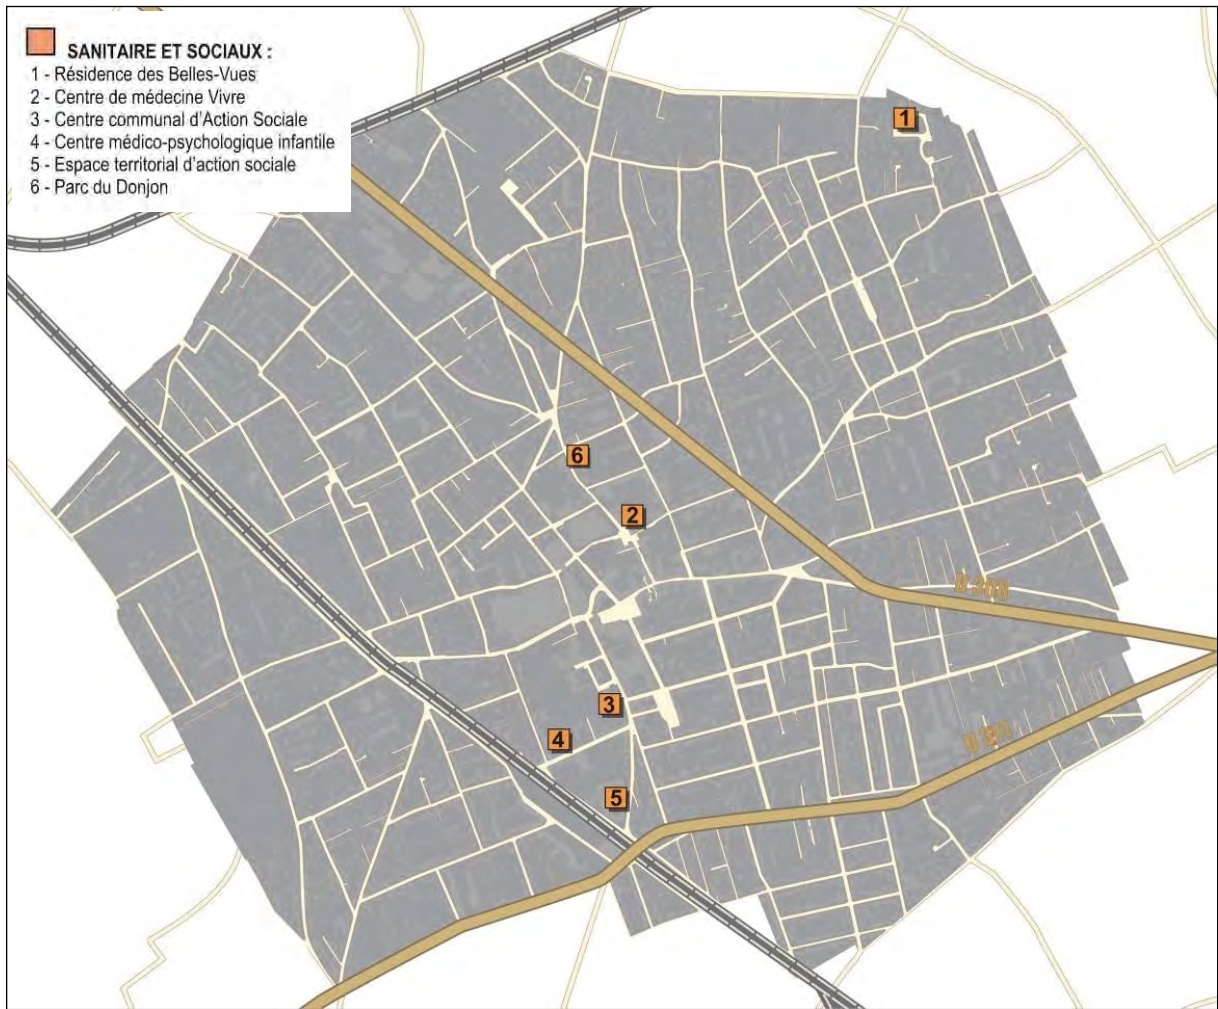 SANITAIRE ET SOCIAUX :
1 - Résidence des Belles-Vues
2 - Centre de médecine Vivre
3 - Centre communal d'Action Sociale
4 - Centre médico-psychologique infantile
5 - Espace territorial d'action sociale
6 - Parc du Donjon
1
6
2
3
4
5